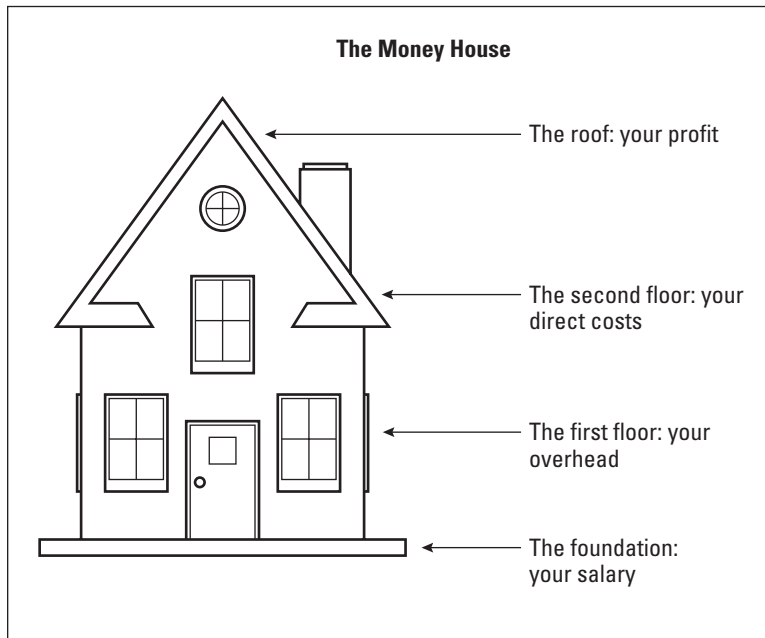 The Money House
The roof: your profit
The second floor: your
direct costs
The first floor: your
overhead
The foundation:
your salary